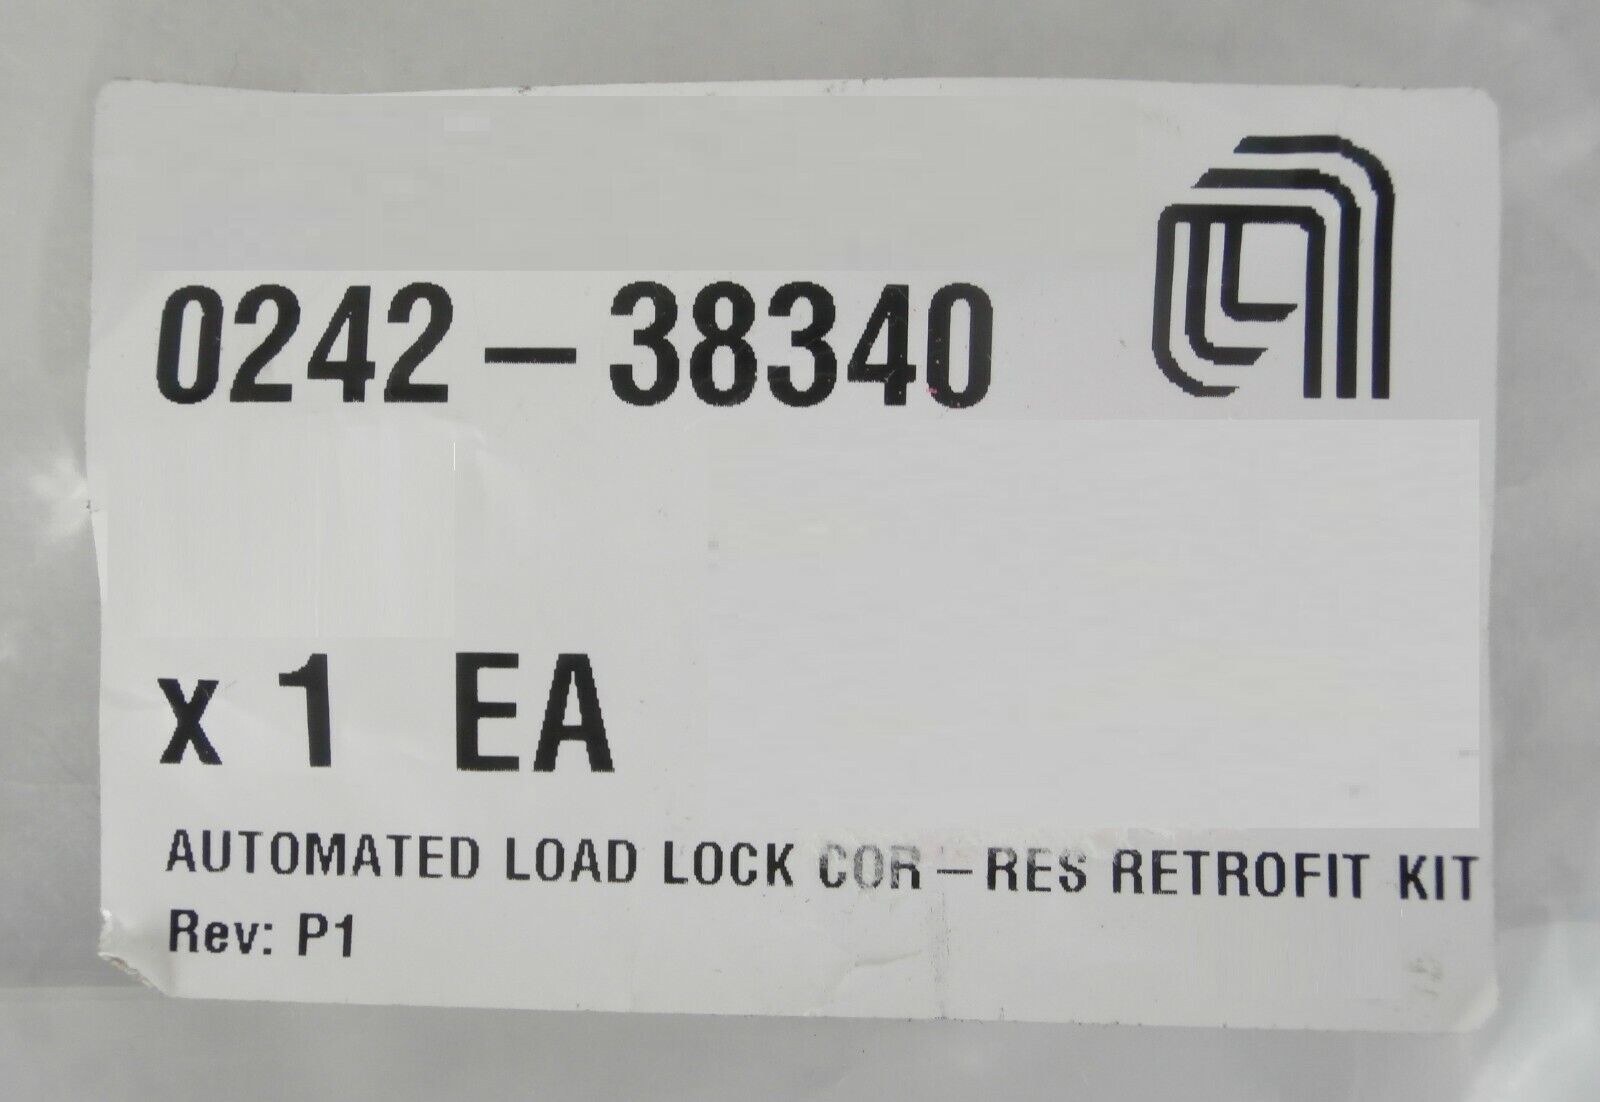 0242-38340
x 1 EA
AUTOMATED LOAD LOCK COR-RES RETROFIT KIT
Rev: P1